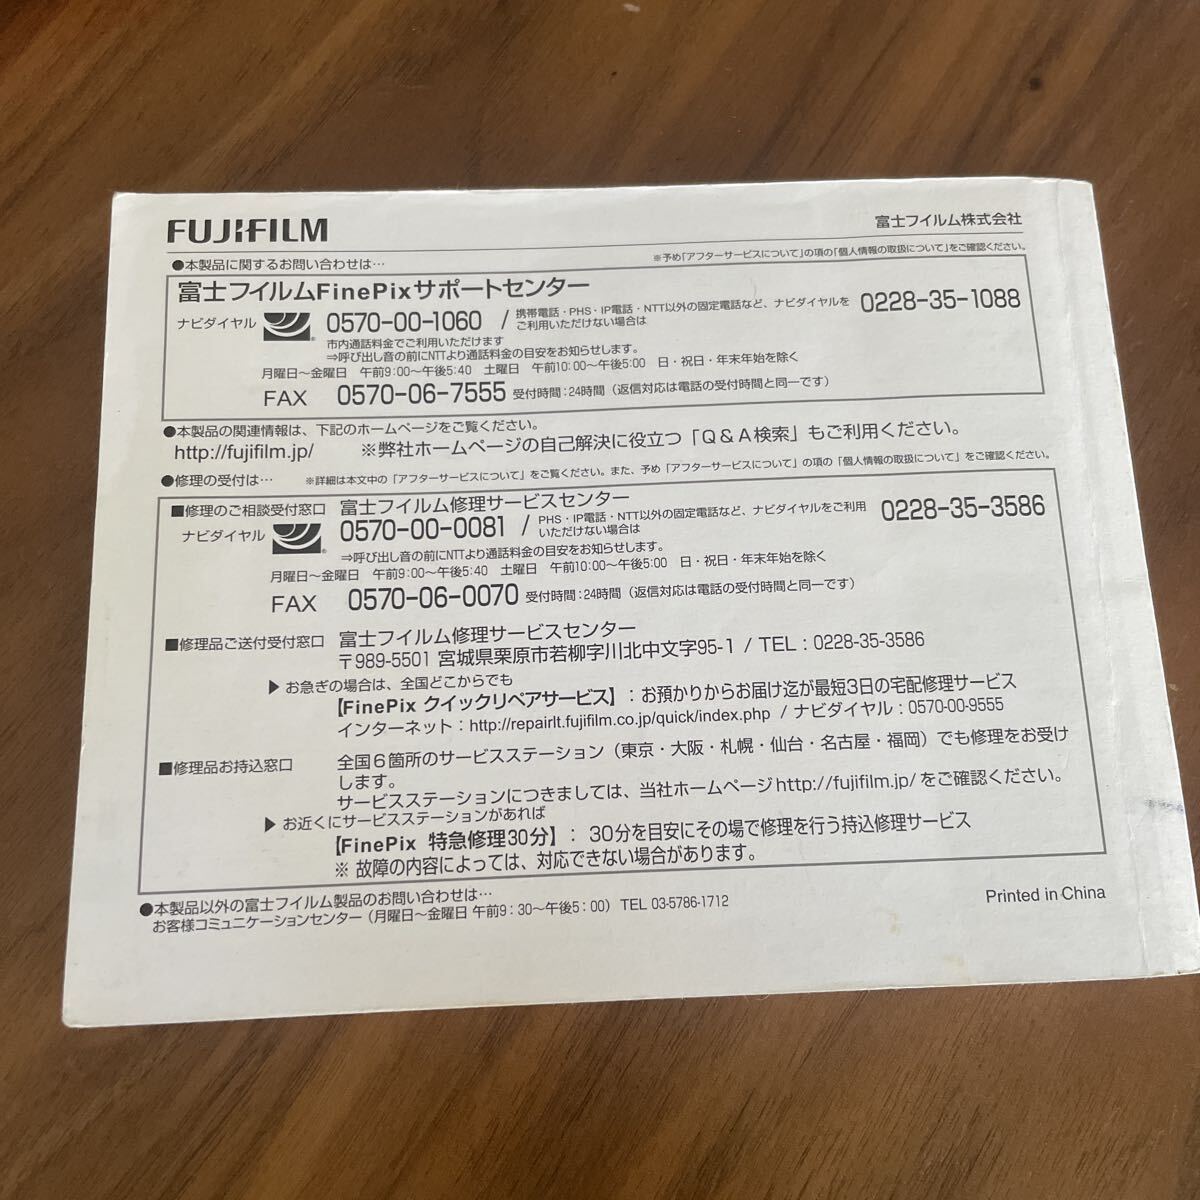 FUJIFILM
富士フイルム株式会社
●本製品に関するお問い合わせは…
※予め「アフターサービスについて」の項の「個人情報の取扱について」をご確認ください。
富士フイルムFinePixサポートセンター
ナビダイヤル 0570-00-1060 / 携帯電話・PHS・IP電話・NTT以外の固定電話など、ナビダイヤルを 0228-35-1088
ご利用いただけない場合は
市内通話料金でご利用いただけます
⇒呼び出し音の前にNTTより通話料金の目安をお知らせします。
月曜日〜金曜日 午前9:00〜午後5:40 土曜日 午前10:00〜午後5:00 日・祝日・年末年始を除く
FAX 0570-06-7555 受付時間:24時間(返信対応は電話の受付時間と同一です)
●本製品の関連情報は、下記のホームページをご覧ください。
http://fujifilm.jp/ ※弊社ホームページの自己解決に役立つ「Q&A検索」もご利用ください。
●修理の受付は… ※詳細は本文中の「アフターサービスについて」をご覧ください。また、予め「アフターサービスについて」の項の「個人情報の取扱について」をご確認ください。
■修理のご相談受付窓口 富士フイルム修理サービスセンター
ナビダイヤル 0570-00-0081 / PHS・IP電話・NTT以外の固定電話など、ナビダイヤルをご利用 0228-35-3586
いただけない場合は
⇒呼び出し音の前にNTTより通話料金の目安をお知らせします。
月曜日〜金曜日 午前9:00〜午後5:40 土曜日 午前10:00〜午後5:00 日・祝日・年末年始を除く
FAX 0570-06-0070 受付時間:24時間(返信対応は電話の受付時間と同一です)
■修理品ご送付受付窓口 富士フイルム修理サービスセンター
〒989-5501 宮城県栗原市若柳字川北中文字95-1 / TEL:0228-35-3586
▶ お急ぎの場合は、全国どこからでも
【FinePix クイックリペアサービス】:お預かりからお届け迄が最短3日の宅配修理サービス
インターネット:http://repairlt.fujifilm.co.jp/quick/index.php / ナビダイヤル:0570-00-9555
■修理品お持込窓口 全国6箇所のサービスステーション(東京・大阪・札幌・仙台・名古屋・福岡)でも修理をお受け
します。
サービスステーションにつきましては、当社ホームページhttp://fujifilm.jp/をご確認ください。
▶ お近くにサービスステーションがあれば
【FinePix 特急修理30分】:30分を目安にその場で修理を行う持込修理サービス
※ 故障の内容によっては、対応できない場合があります。
●本製品以外の富士フイルム製品のお問い合わせは…
お客様コミュニケーションセンター(月曜日〜金曜日 午前9:30〜午後5:00) TEL 03-5786-1712
Printed in China